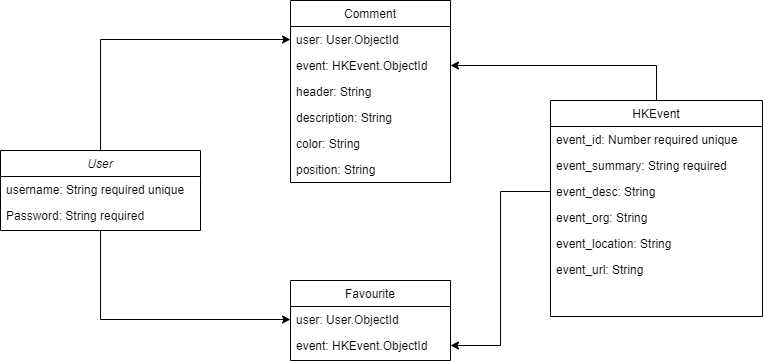 Comment
user: User.ObjectId
event: HKEvent.ObjectId
header: String
description: String
color: String
position: String
HKEvent
event_id: Number required unique
event_summary: String required
event_desc: String
event_org: String
event_location: String
event_url: String
User
username: String required unique
Password: String required
Favourite
user: User.ObjectId
event: HKEvent.ObjectId